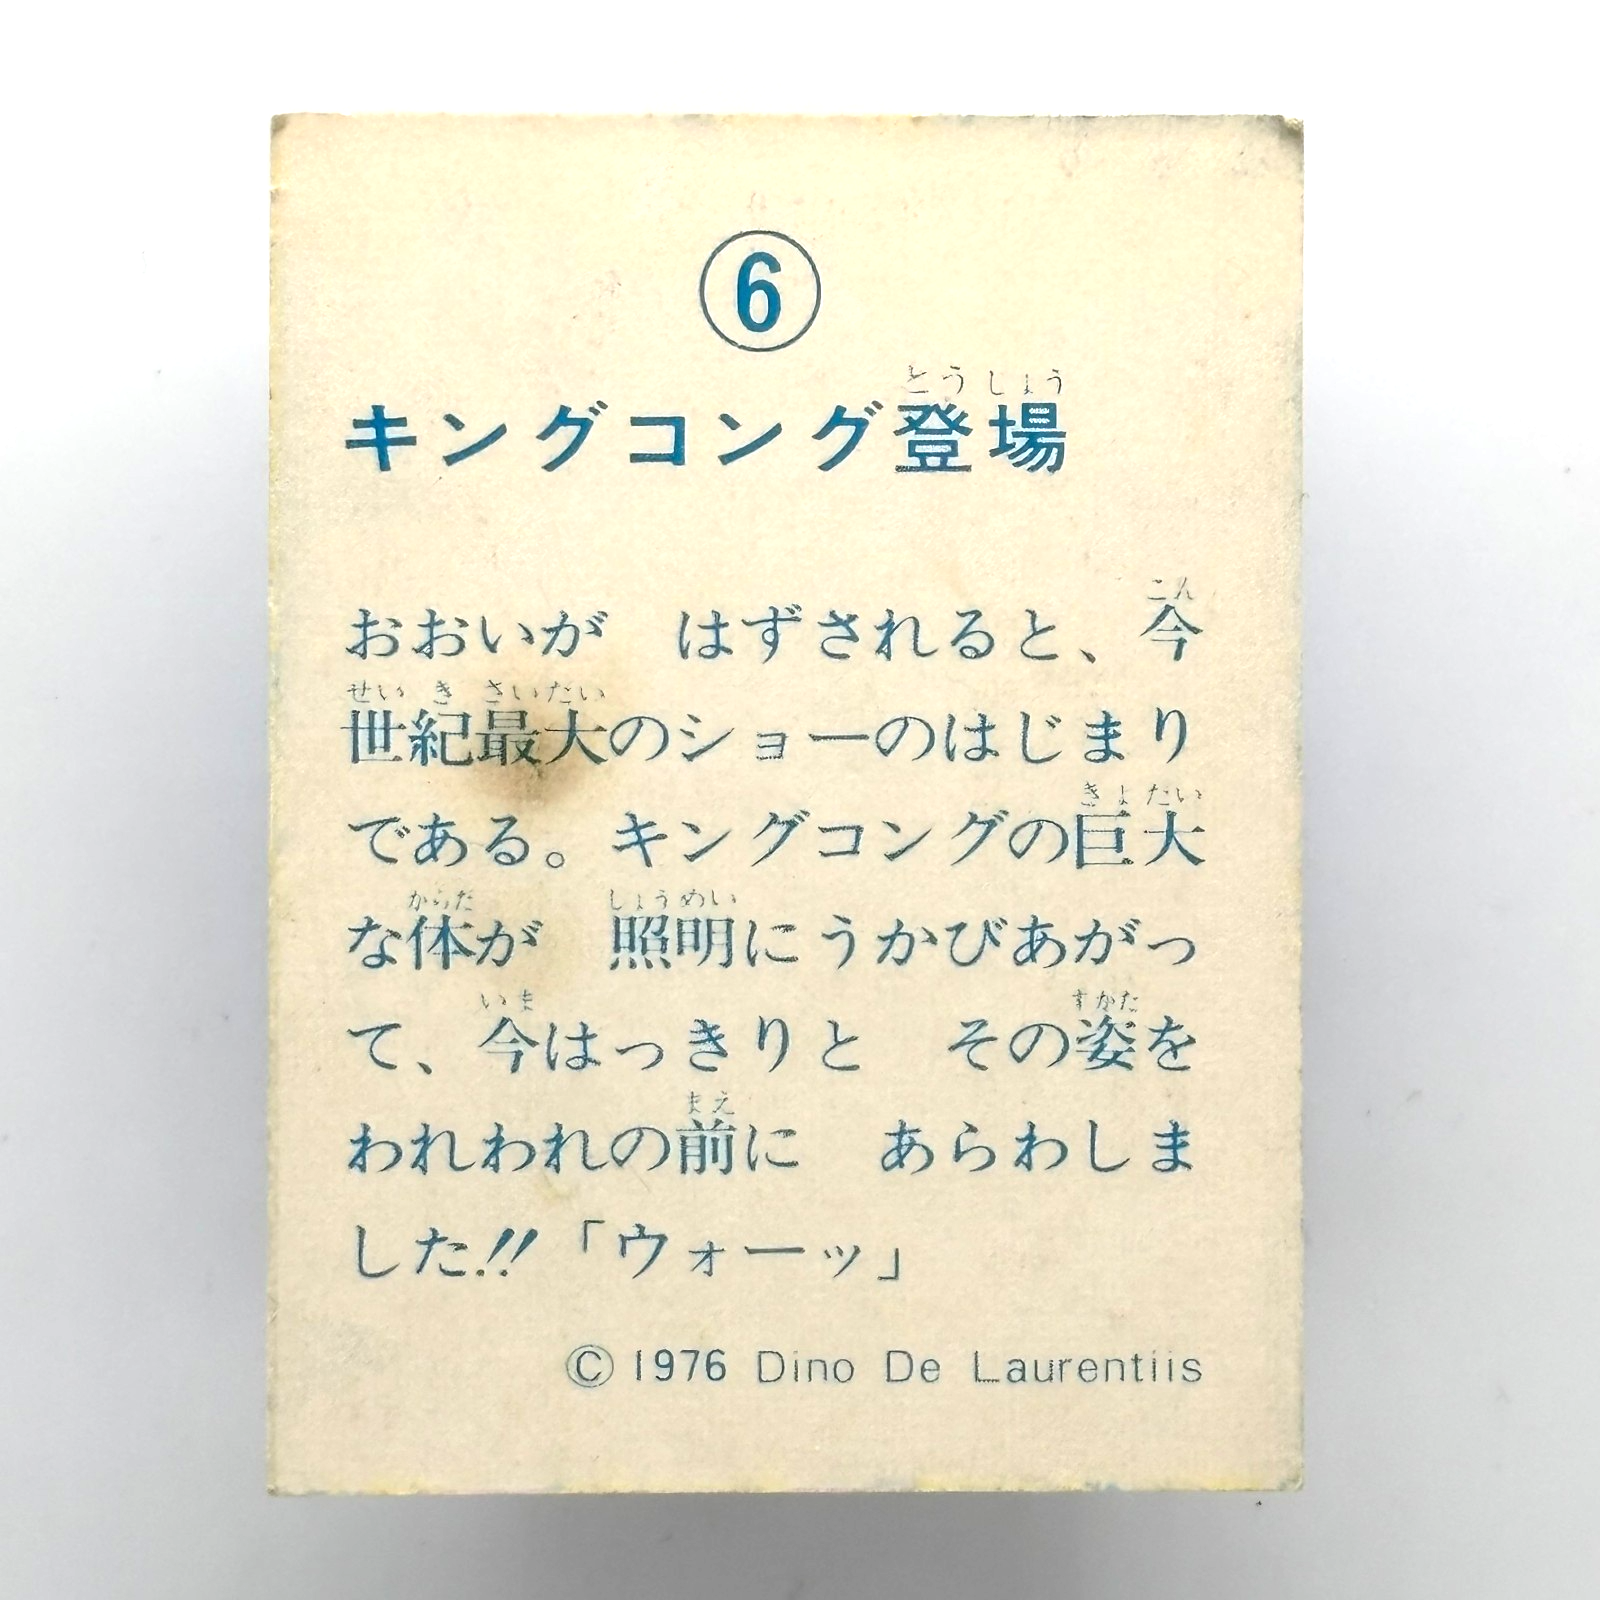 6
とうしょう
キングコング登場
こん
おおいが　はずされると、今
せいきさいだい
世紀最大のショーのはじまり
きょだい
である。キングコングの巨大
からだ　しょうめい
な体が　照明にうかびあがっ
いま　すがた
て、今はっきりと　その姿を
まえ
われわれの前に　あらわしま
した!!「ウォーッ」
© 1976 Dino De Laurentiis